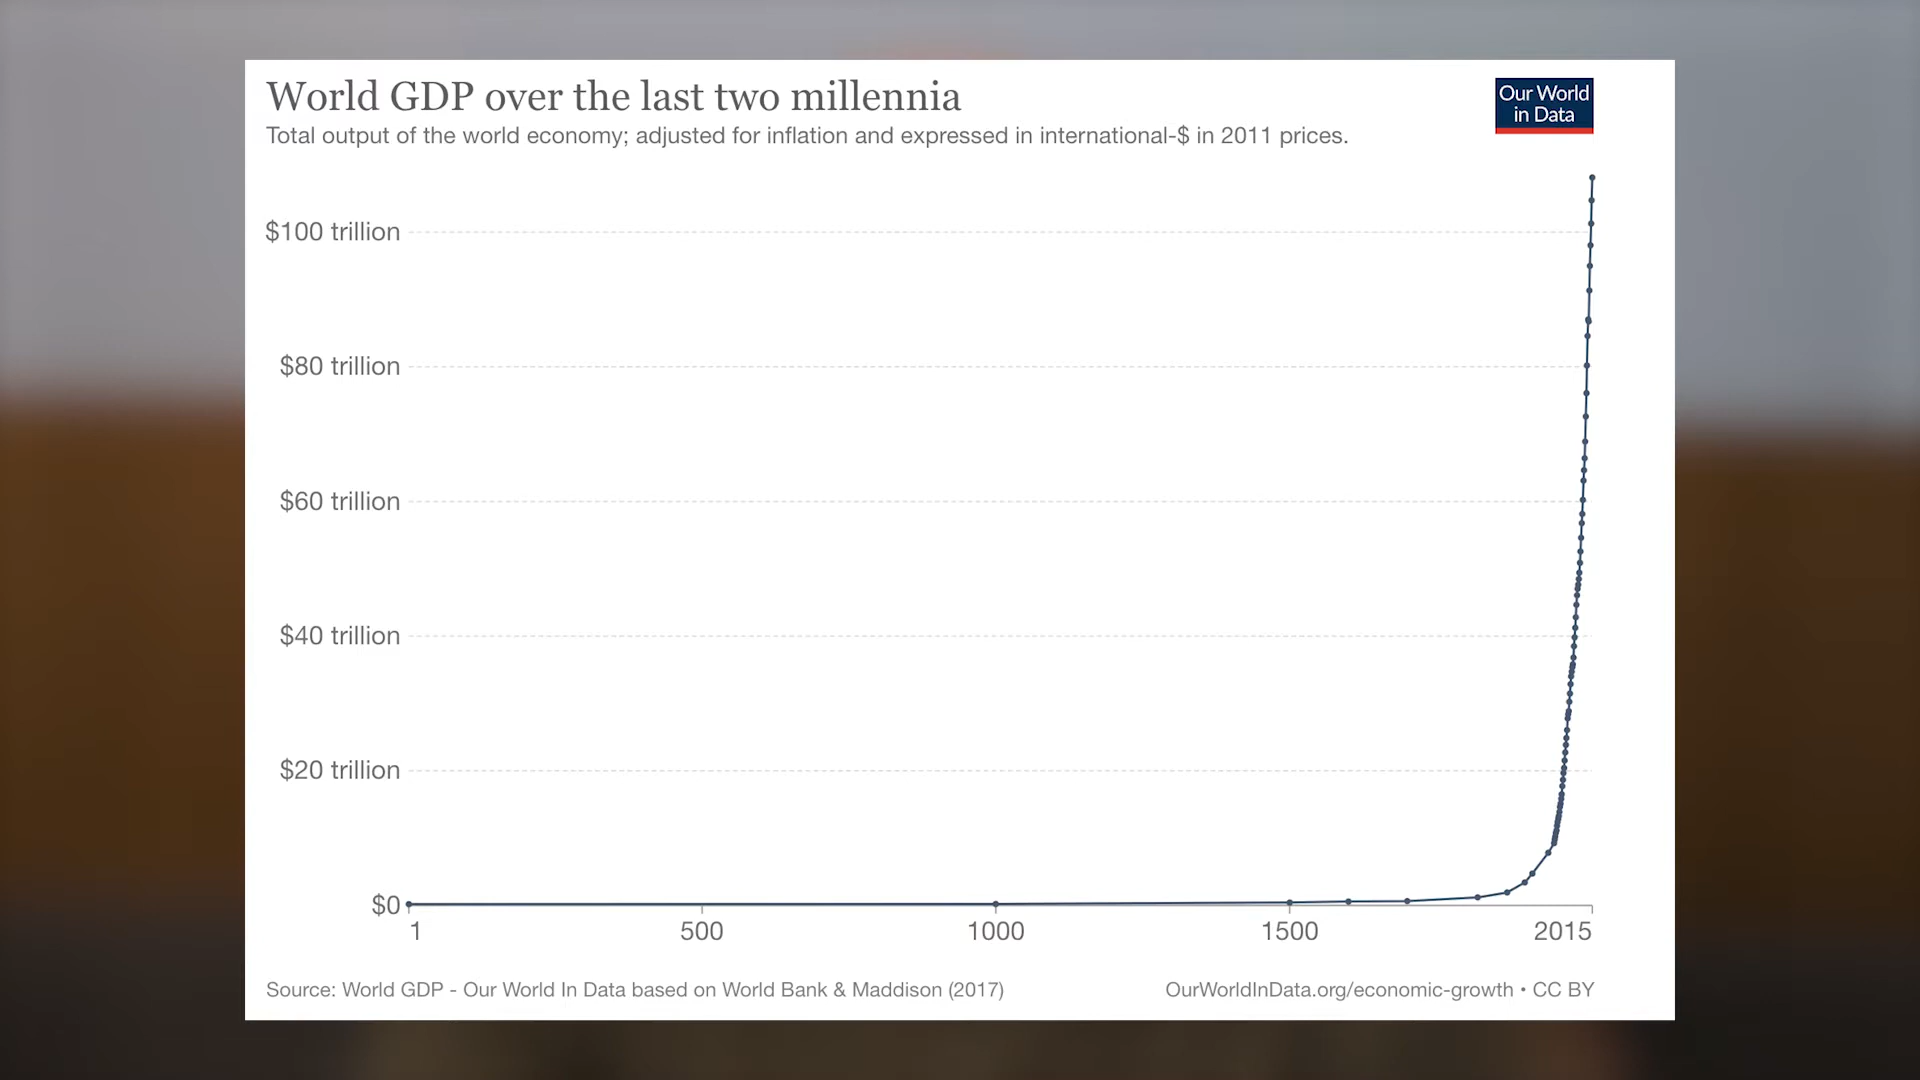 World GDP over the last two millennia
Our World
in Data
Total output of the world economy; adjusted for inflation and expressed in international-$ in 2011 prices.
$100 trillion
$80 trillion
$60 trillion
$40 trillion
$20 trillion
$0
1 500 1000 1500 2015
Source: World GDP - Our World In Data based on World Bank & Maddison (2017)
OurWorldInData.org/economic-growth • CC BY